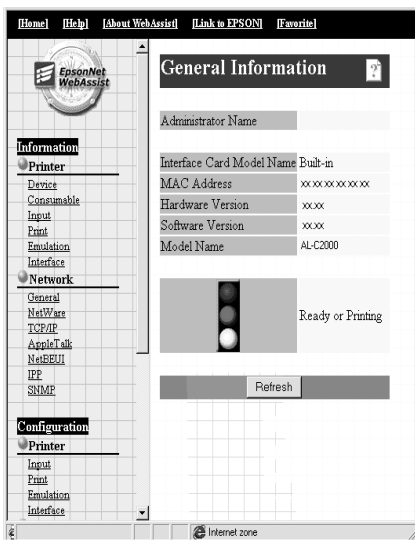 [Home] [Help] [About WebAssist] [Link to EPSON] [Favorite]
EpsonNet
WebAssist
Information
Printer
Device
Consumable
Input
Print
Emulation
Interface
Network
General
NetWare
TCP/IP
AppleTalk
NetBEUI
IPP
SNMP
Configuration
Printer
Input
Print
Emulation
Interface
General Information ?
Administrator Name
Interface Card Model Name Built-in
MAC Address xx xx xx xx xx xx
Hardware Version xx.xx
Software Version xx.xx
Model Name AL-C2000
Ready or Printing
Refresh
Internet zone